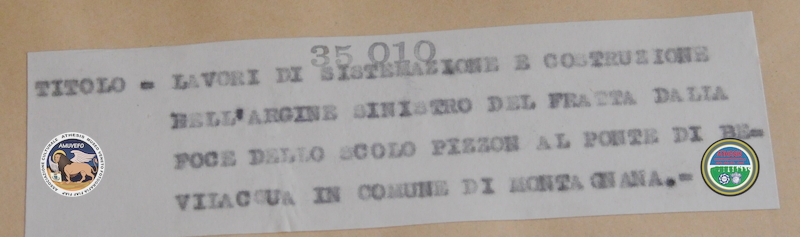 35 010
TITOLO = LAVORI DI SISTEMAZIONE E COSTRUZIONE
DELL'ARGINE SINISTRO DEL FRATTA DALLA
FOCE DELLO SCOLO PIZZON AL PONTE DI BE=
VILACQUA IN COMUNE DI MONTAGNANA.=
AMUVEFO